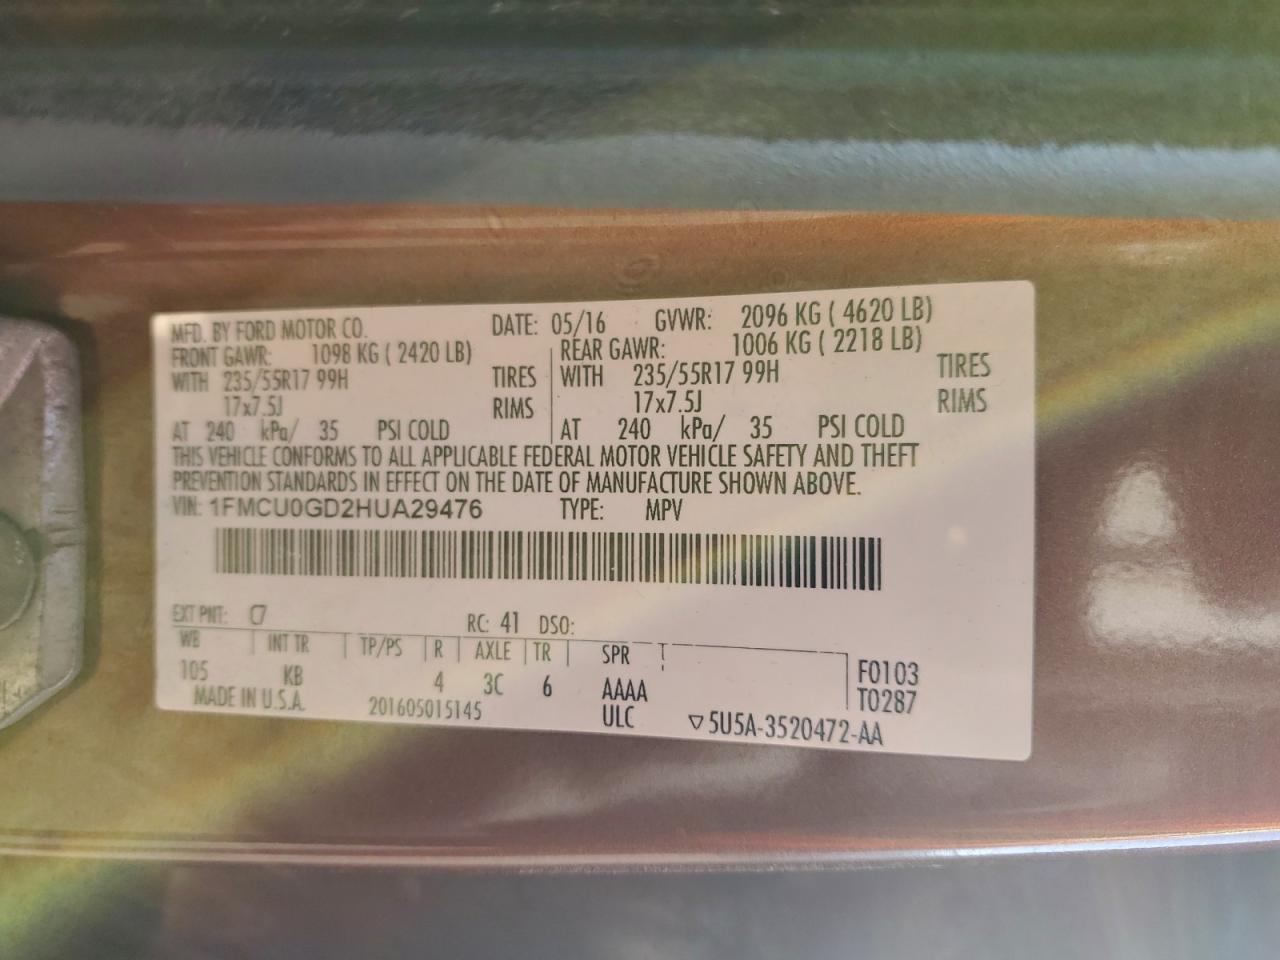 MFD. BY FORD MOTOR CO. DATE: 05/16 GVWR: 2096 KG ( 4620 LB)
FRONT GAWR: 1098 KG ( 2420 LB) REAR GAWR: 1006 KG ( 2218 LB)
WITH 235/55R17 99H TIRES WITH 235/55R17 99H TIRES
17x7.5J RIMS 17x7.5J RIMS
AT 240 kPa/ 35 PSI COLD AT 240 kPa/ 35 PSI COLD
THIS VEHICLE CONFORMS TO ALL APPLICABLE FEDERAL MOTOR VEHICLE SAFETY AND THEFT
PREVENTION STANDARDS IN EFFECT ON THE DATE OF MANUFACTURE SHOWN ABOVE.
VIN: 1FMCU0GD2HUA29476 TYPE: MPV
EXT PNT: C7 RC: 41 DSO:
WB INT TR TP/PS R AXLE TR SPR
105 KB 4 3C 6 AAAA F0103
MADE IN U.S.A. 201605015145 ULC T0287
▽5U5A-3520472-AA